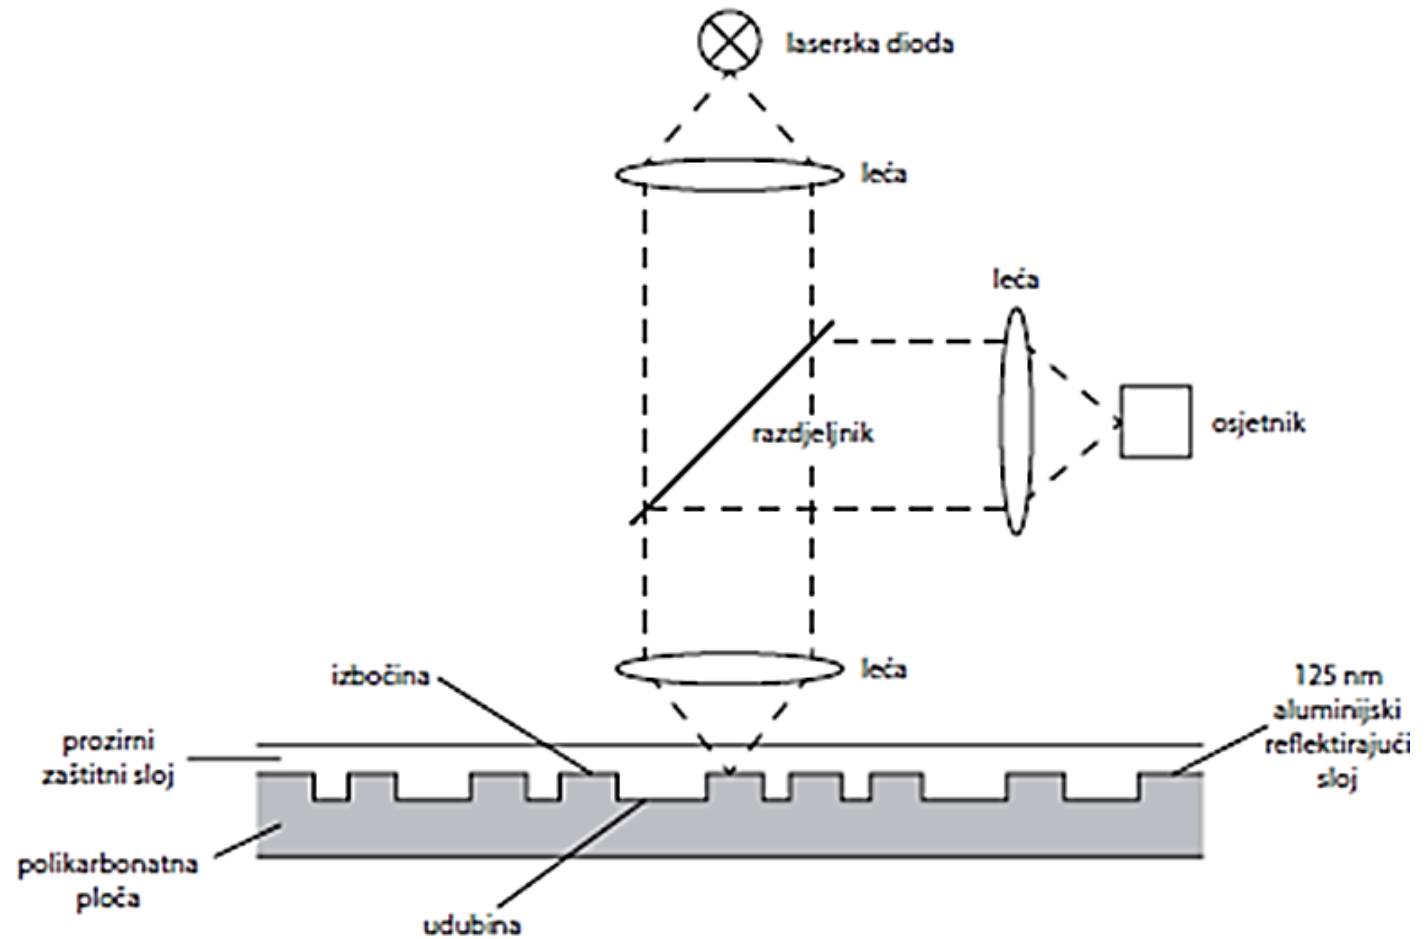 laserska dioda
leća
leća
razdjeljnik
osjetnik
leća
izbočina
125 nm
aluminijski
reflektirajući
sloj
prozirni
zaštitni sloj
polikarbonatna
ploča
udubina